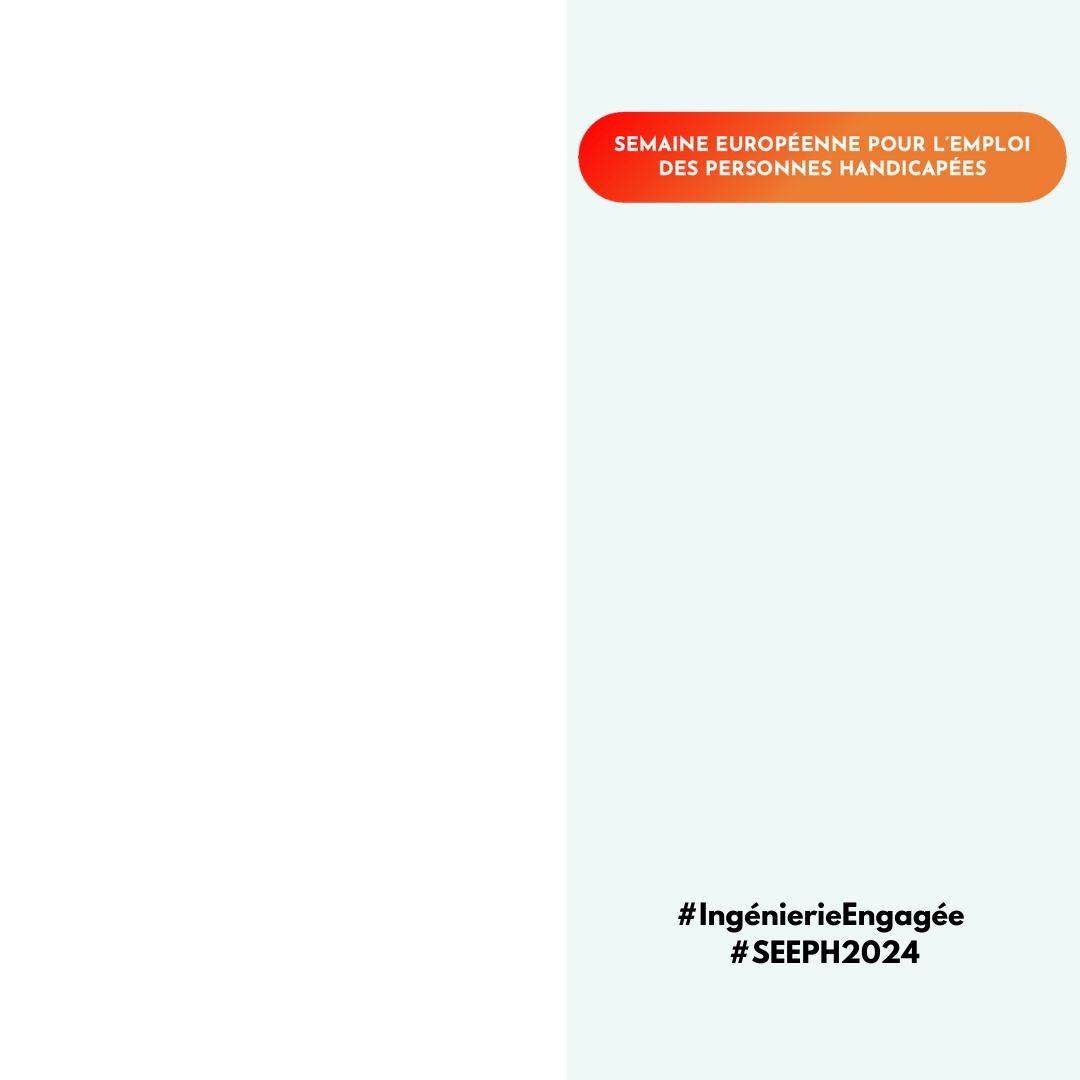 SEMAINE EUROPÉENNE POUR L'EMPLOI
DES PERSONNES HANDICAPÉES
#IngénierieEngagée
#SEEPH2024